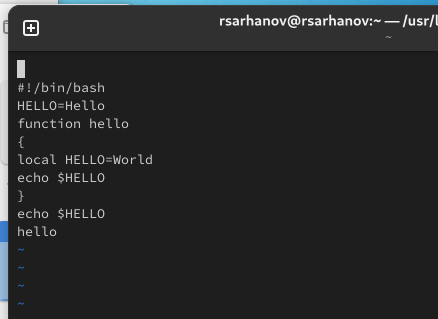 rsarhanov@rsarhanov:~ — /usr/l
~
#!/bin/bash
HELLO=Hello
function hello
{
local HELLO=World
echo $HELLO
}
echo $HELLO
hello
~
~
~
~